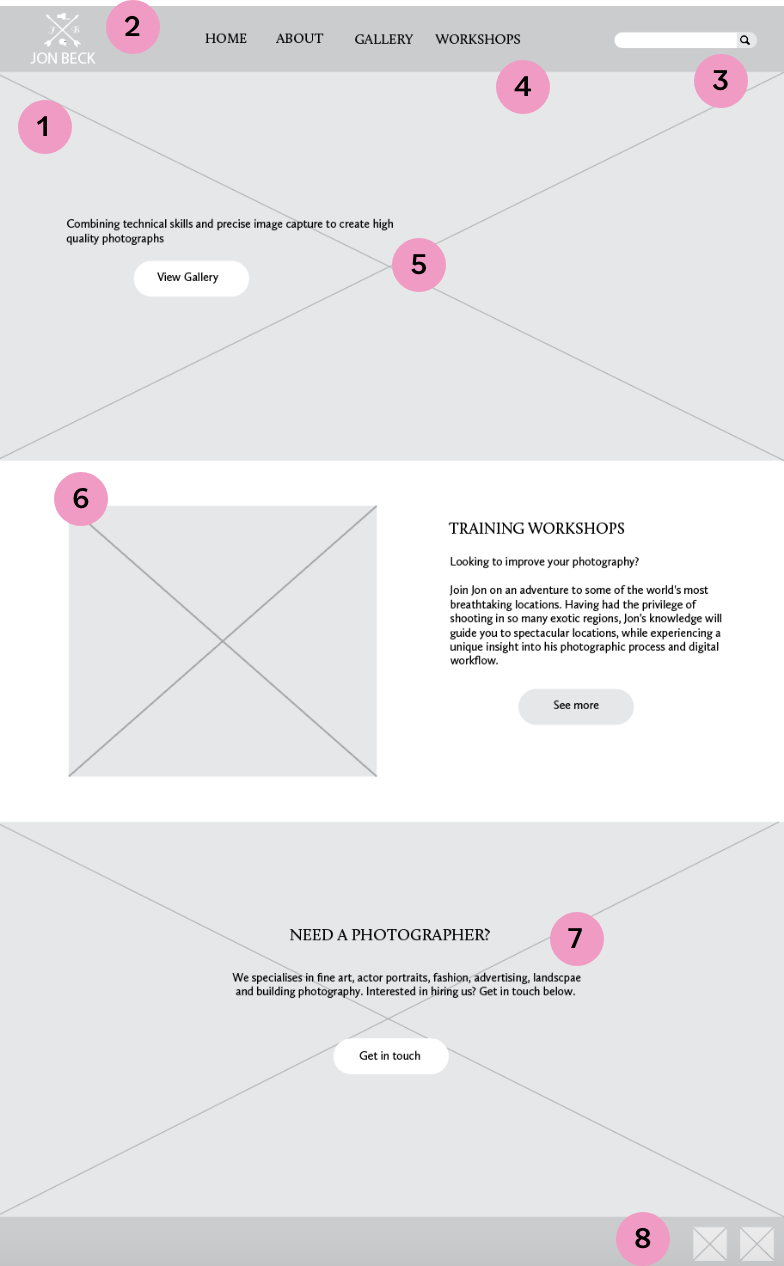 2
J B
JON BECK
HOME ABOUT GALLERY WORKSHOPS
3
4
1
Combining technical skills and precise image capture to create high
quality photographs
5
View Gallery
6
TRAINING WORKSHOPS
Looking to improve your photography?
Join Jon on an adventure to some of the world's most
breathtaking locations. Having had the privilege of
shooting in so many exotic regions, Jon's knowledge will
guide you to spectacular locations, while experiencing a
unique insight into his photographic process and digital
workflow.
See more
NEED A PHOTOGRAPHER?
7
We specialises in fine art, actor portraits, fashion, advertising, landscpae
and building photography. Interested in hiring us? Get in touch below.
Get in touch
8